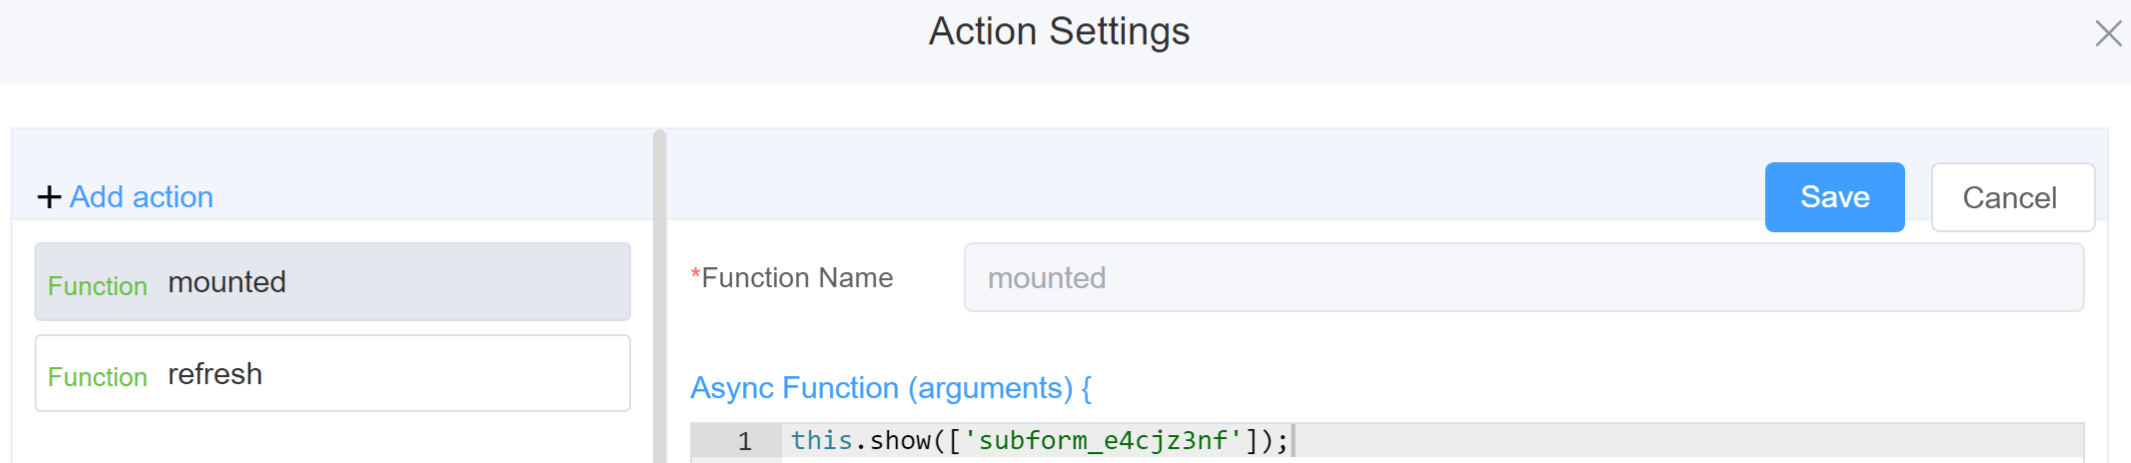 Action Settings
+ Add action
Save
Cancel
Function mounted
*Function Name
mounted
Function refresh
Async Function (arguments) {
1 this.show(['subform_e4cjz3nf']);